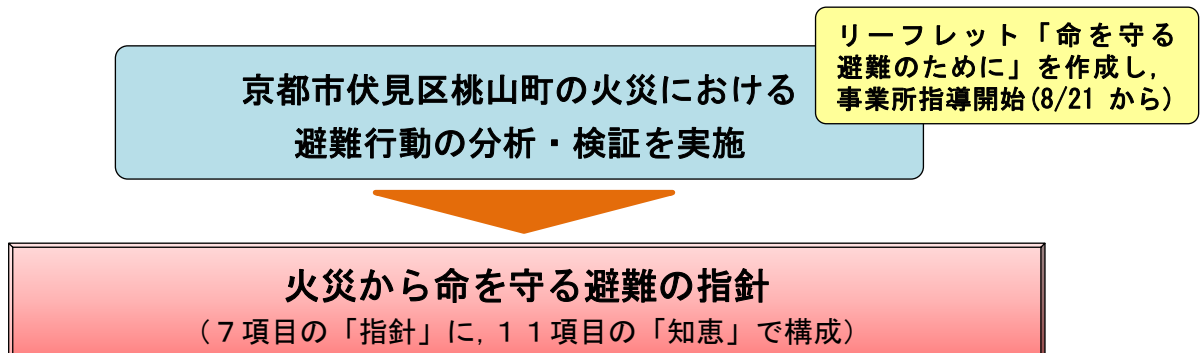 リーフレット「命を守る
避難のために」を作成し,
事業所指導開始(8/21 から)
京都市伏見区桃山町の火災における
避難行動の分析・検証を実施
火災から命を守る避難の指針
(7項目の「指針」に,11項目の「知恵」で構成)